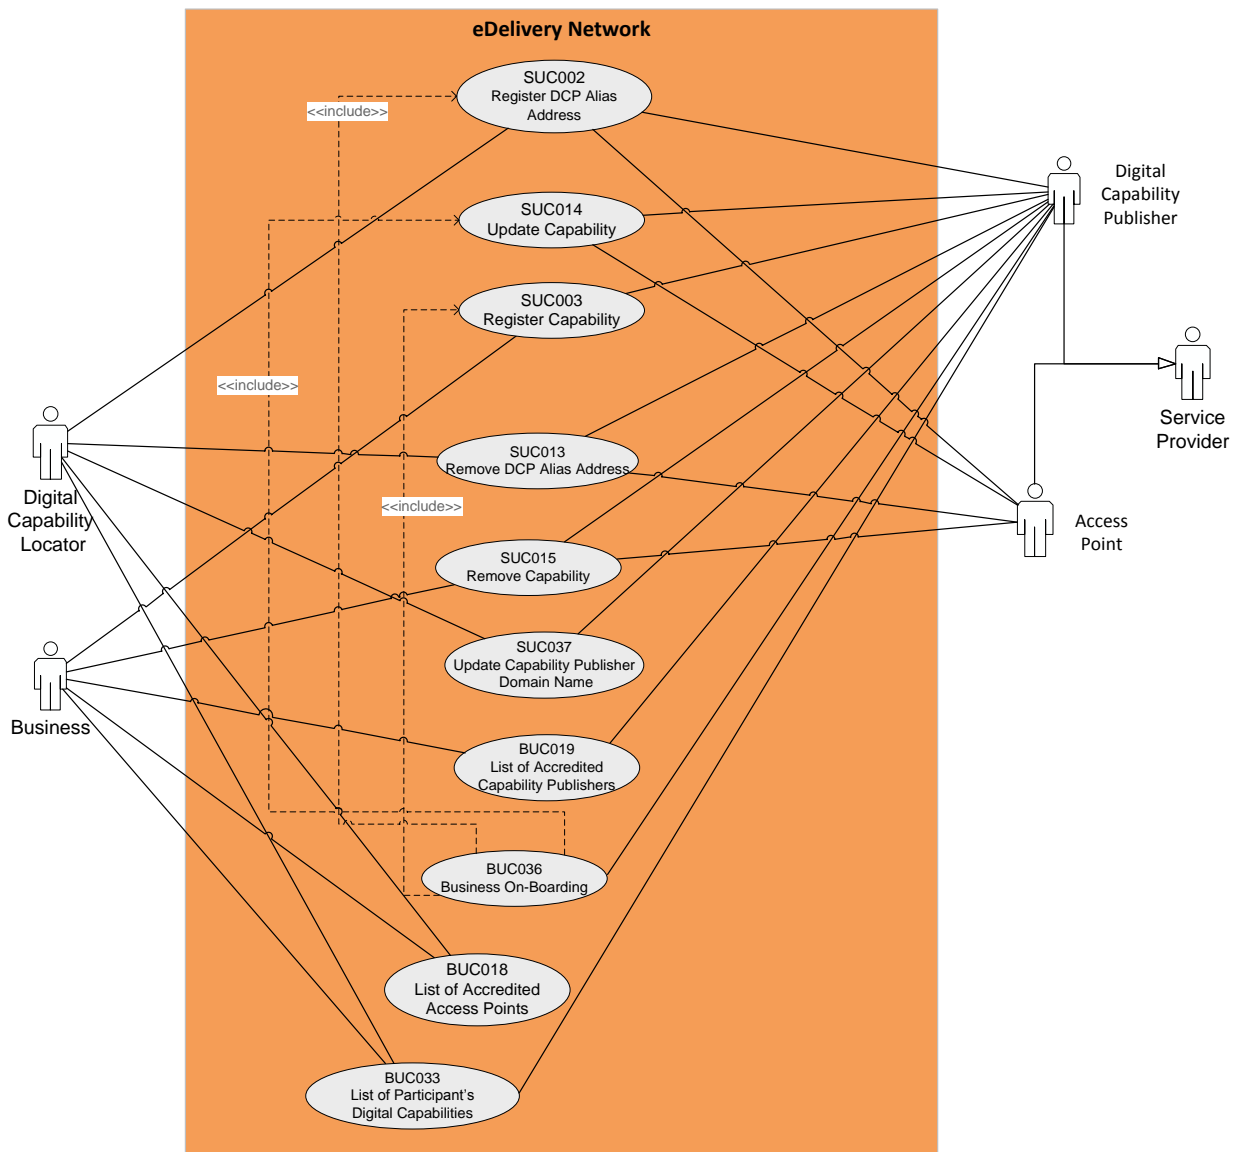 eDelivery Network
SUC002
Register DCP Alias
Address
<<include>>
Digital
Capability
Publisher
SUC014
Update Capability
SUC003
Register Capability
<<include>>
Service
Provider
SUC013
Remove DCP Alias Address
Digital
Capability
Locator
<<include>>
Access
Point
SUC015
Remove Capability
SUC037
Update Capability Publisher
Domain Name
Business
BUC019
List of Accredited
Capability Publishers
BUC036
Business On-Boarding
BUC018
List of Accredited
Access Points
BUC033
List of Participant's
Digital Capabilities